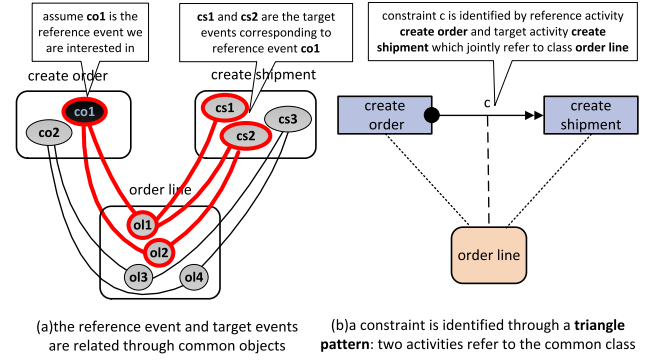 assume co1 is the
reference event we
are interested in
cs1 and cs2 are the target
events corresponding to
reference event co1
constraint c is identified by reference activity
create order and target activity create
shipment which jointly refer to class order line
create order
create shipment
co1
co2
cs1
cs2
cs3
order line
ol1
ol2
ol3
ol4
create
order
c
create
shipment
order line
(a)the reference event and target events
are related through common objects
(b)a constraint is identified through a triangle
pattern: two activities refer to the common class